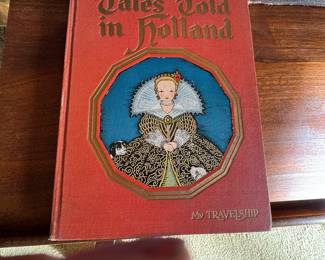 Tales Told
in Holland
My TRAVELSHIP